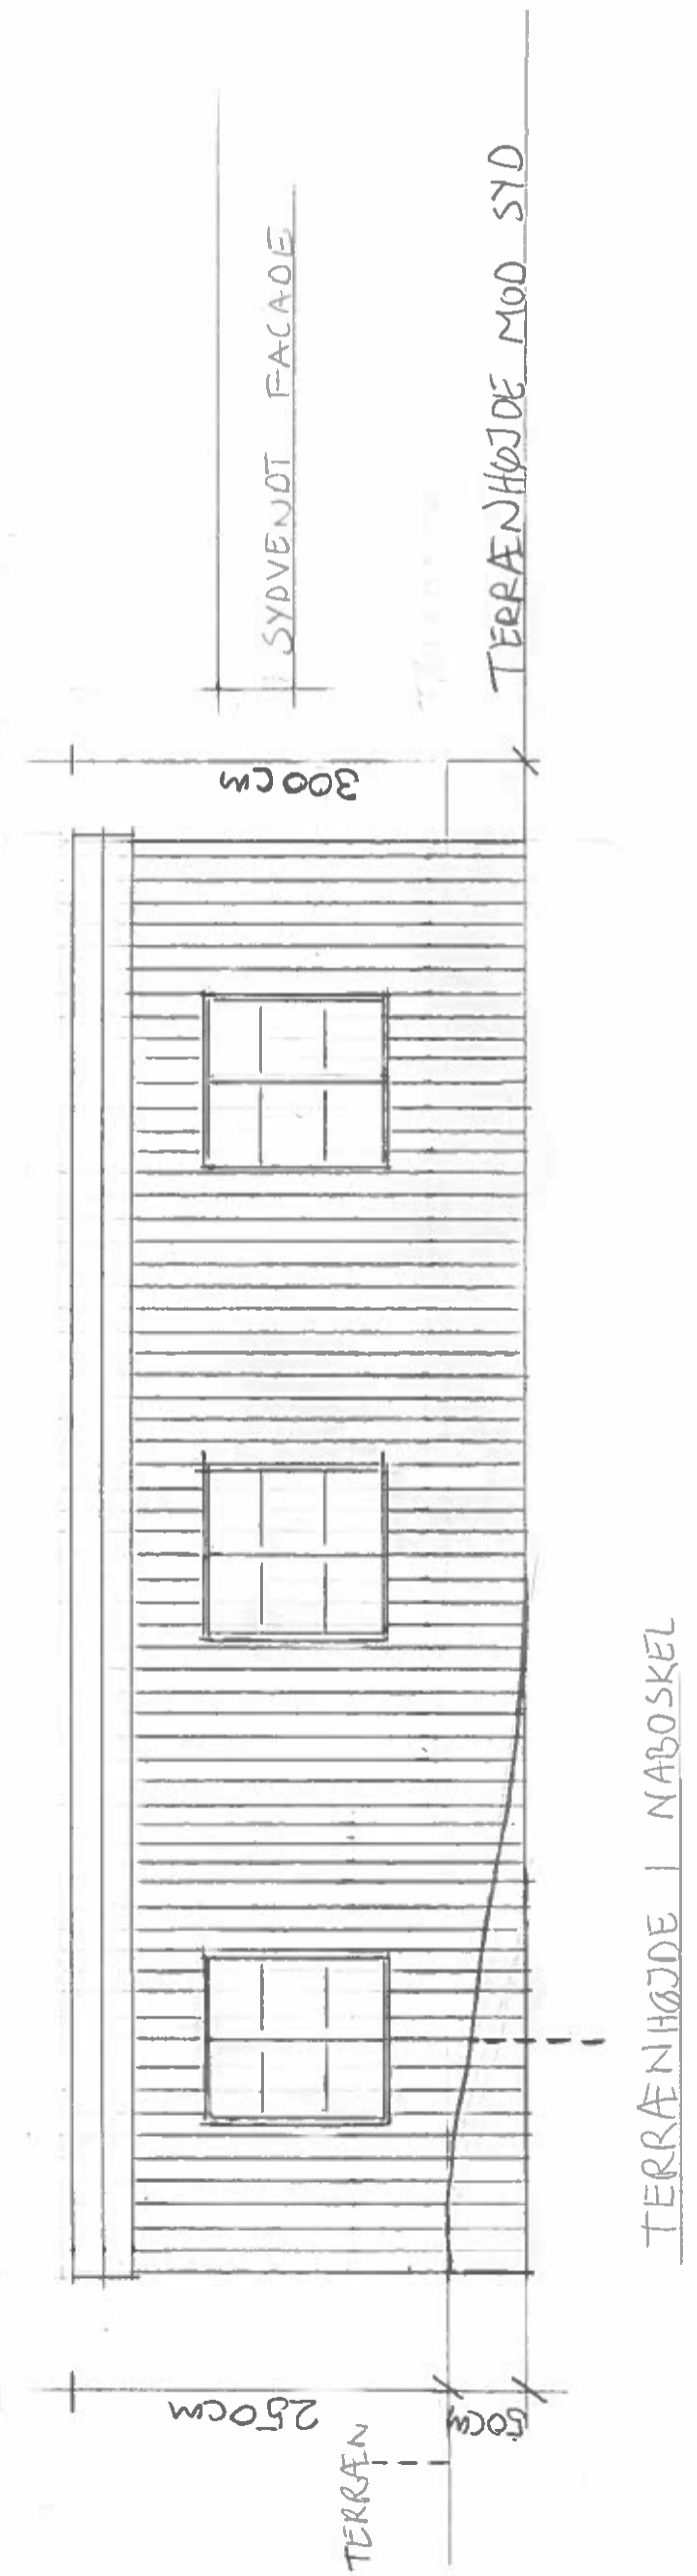 SYDVENDT FACADE
TERRÆNHØJDE MOD SYD
300cm
250cm
50cm
TERRÆN
TERRÆNHØJDE I NABOSKEL